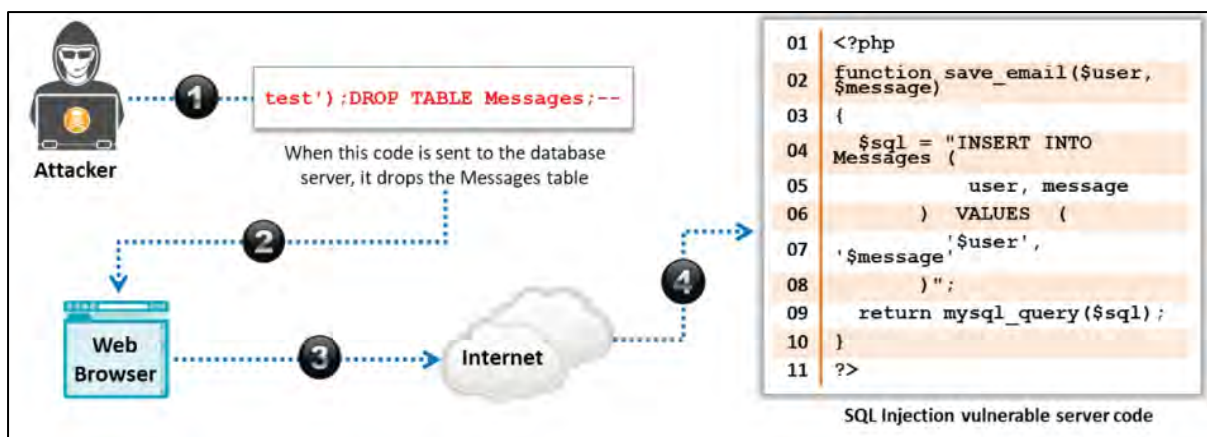 1
test');DROP TABLE Messages;--
Attacker
When this code is sent to the database
server, it drops the Messages table
2
Web
Browser
3
Internet
4
01 <?php
02 function save_email($user,
$message)
03 {
04 $sql = "INSERT INTO
Messages (
05 user, message
06 ) VALUES (
07 '$user',
'$message'
08 )";
09 return mysql_query($sql);
10 }
11 ?>
SQL Injection vulnerable server code